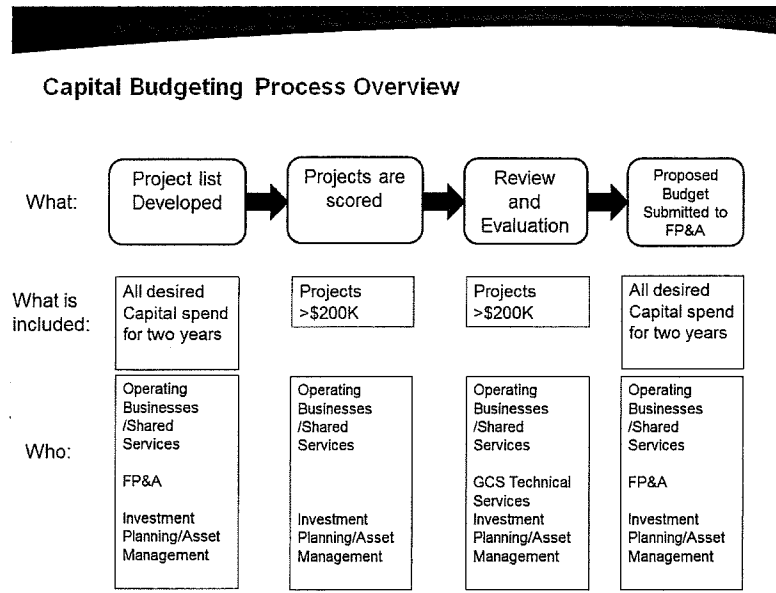 Capital Budgeting Process Overview
What:
Project list
Developed
Projects are
scored
Review
and
Evaluation
Proposed
Budget
Submitted to
FP&A
What is
included:
All desired
Capital spend
for two years
Projects
>$200K
Projects
>$200K
All desired
Capital spend
for two years
Who:
Operating
Businesses
/Shared
Services
FP&A
Investment
Planning/Asset
Management
Operating
Businesses
/Shared
Services
Investment
Planning/Asset
Management
Operating
Businesses
/Shared
Services
GCS Technical
Services
Investment
Planning/Asset
Management
Operating
Businesses
/Shared
Services
FP&A
Investment
Planning/Asset
Management